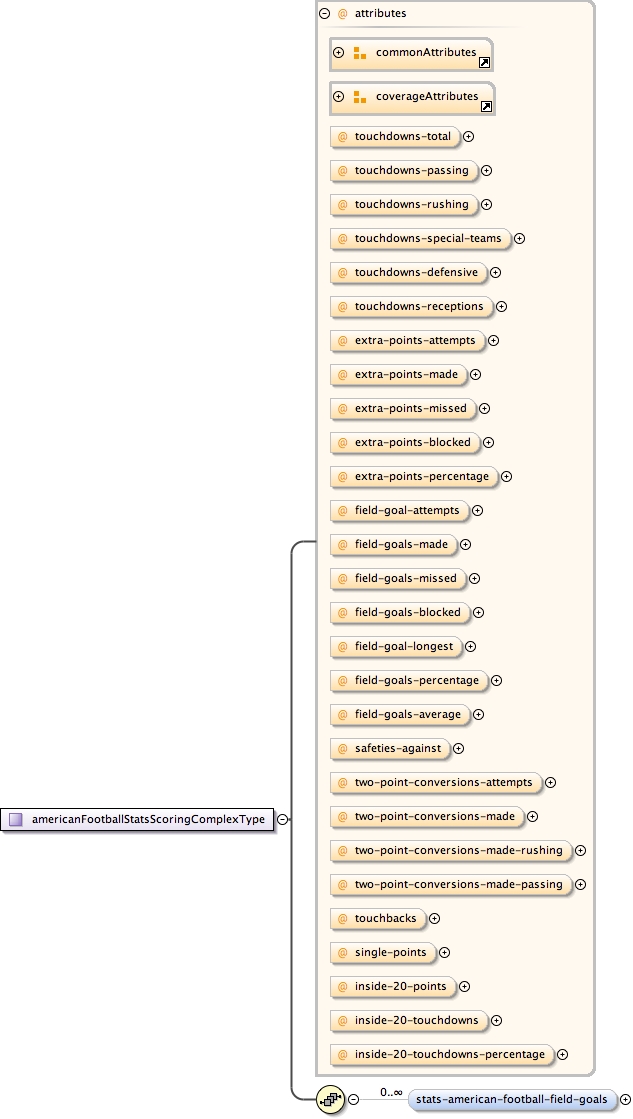 attributes
commonAttributes
coverageAttributes
@ touchdowns-total
@ touchdowns-passing
@ touchdowns-rushing
@ touchdowns-special-teams
@ touchdowns-defensive
@ touchdowns-receptions
@ extra-points-attempts
@ extra-points-made
@ extra-points-missed
@ extra-points-blocked
@ extra-points-percentage
@ field-goal-attempts
@ field-goals-made
@ field-goals-missed
@ field-goals-blocked
@ field-goal-longest
@ field-goals-percentage
@ field-goals-average
@ safeties-against
@ two-point-conversions-attempts
americanFootballStatsScoringComplexType
@ two-point-conversions-made
@ two-point-conversions-made-rushing
@ two-point-conversions-made-passing
@ touchbacks
@ single-points
@ inside-20-points
@ inside-20-touchdowns
@ inside-20-touchdowns-percentage
0..∞
stats-american-football-field-goals